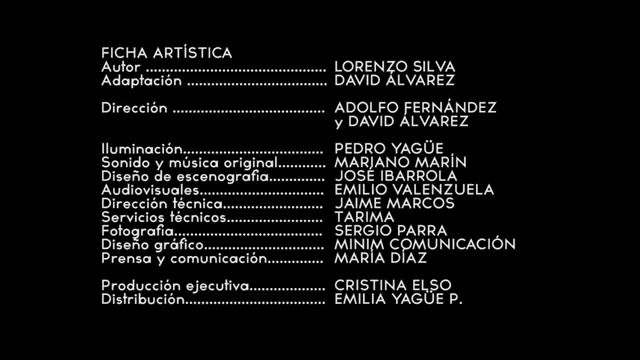 FICHA ARTÍSTICA
Autor ............................................. LORENZO SILVA
Adaptación ................................... DAVID ÁLVAREZ
Dirección ...................................... ADOLFO FERNÁNDEZ
y DAVID ÁLVAREZ
Iluminación................................... PEDRO YAGÜE
Sonido y música original............ MARIANO MARÍN
Diseño de escenografia.............. JOSÉ IBARROLA
Audiovisuales............................... EMILIO VALENZUELA
Dirección técnica......................... JAIME MARCOS
Servicios técnicos........................ TARIMA
Fotografia..................................... SERGIO PARRA
Diseño gráfico.............................. MINIM COMUNICACIÓN
Prensa y comunicación.............. MARÍA DÍAZ
Producción ejecutiva................... CRISTINA ELSO
Distribución................................... EMILIA YAGÜE P.